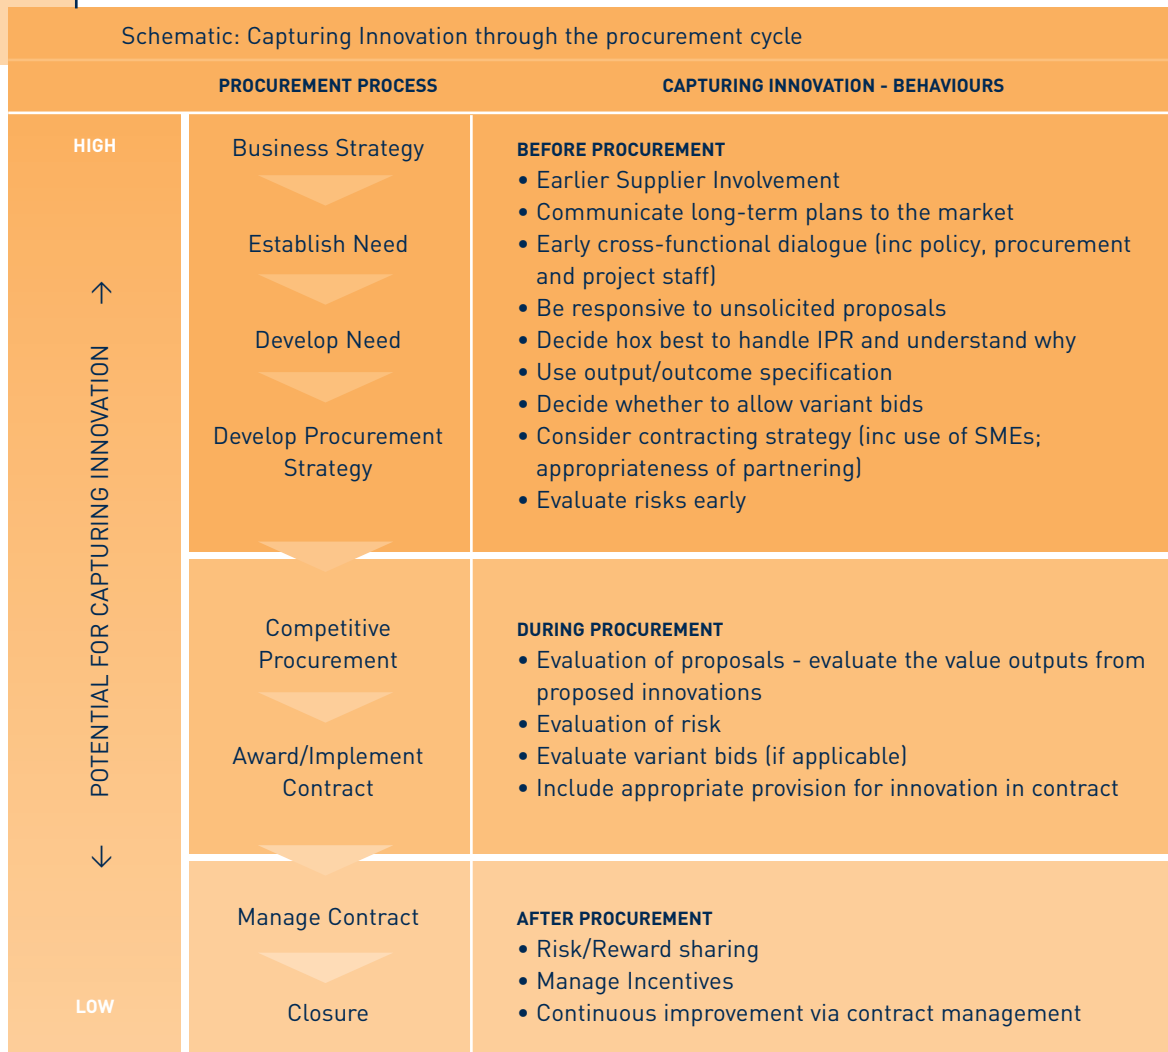 Schematic: Capturing Innovation through the procurement cycle
PROCUREMENT PROCESS
CAPTURING INNOVATION - BEHAVIOURS
HIGH
↑
POTENTIAL FOR CAPTURING INNOVATION
↓
LOW
Business Strategy
Establish Need
Develop Need
Develop Procurement
Strategy
BEFORE PROCUREMENT
• Earlier Supplier Involvement
• Communicate long-term plans to the market
• Early cross-functional dialogue (inc policy, procurement
and project staff)
• Be responsive to unsolicited proposals
• Decide hox best to handle IPR and understand why
• Use output/outcome specification
• Decide whether to allow variant bids
• Consider contracting strategy (inc use of SMEs;
appropriateness of partnering)
• Evaluate risks early
Competitive
Procurement
Award/Implement
Contract
DURING PROCUREMENT
• Evaluation of proposals - evaluate the value outputs from
proposed innovations
• Evaluation of risk
• Evaluate variant bids (if applicable)
• Include appropriate provision for innovation in contract
Manage Contract
Closure
AFTER PROCUREMENT
• Risk/Reward sharing
• Manage Incentives
• Continuous improvement via contract management